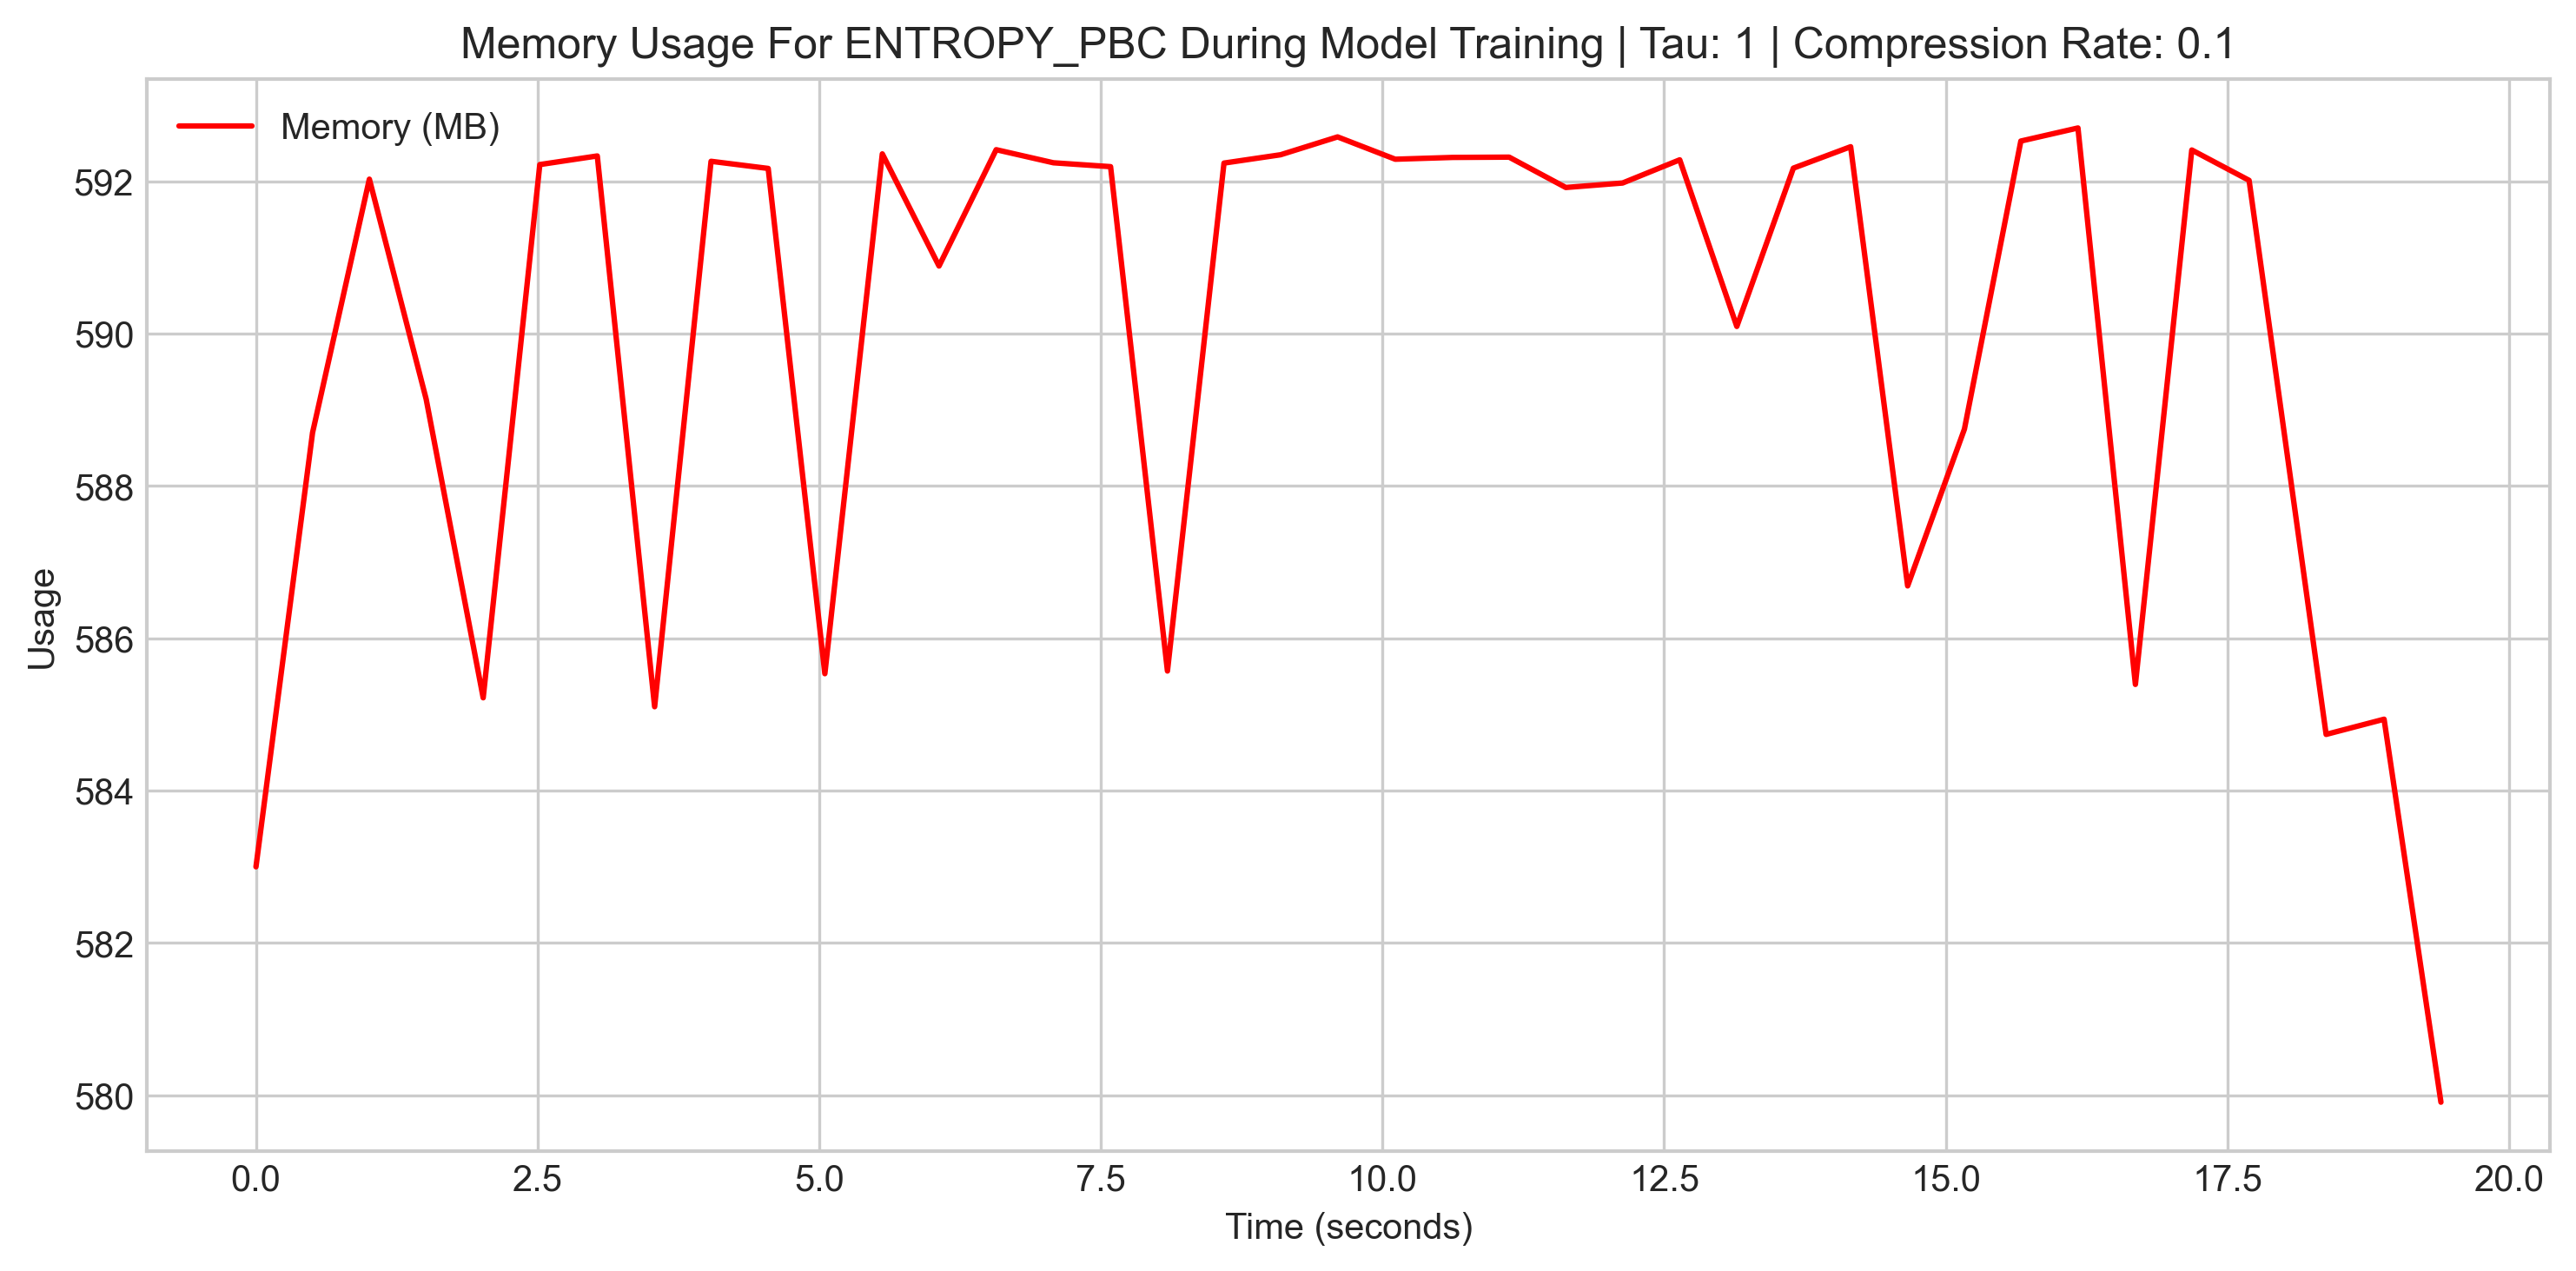 Memory Usage For ENTROPY_PBC During Model Training | Tau: 1 | Compression Rate: 0.1
Memory (MB)
592
590
588
586
584
582
580
Usage
0.0 2.5 5.0 7.5 10.0 12.5 15.0 17.5 20.0
Time (seconds)